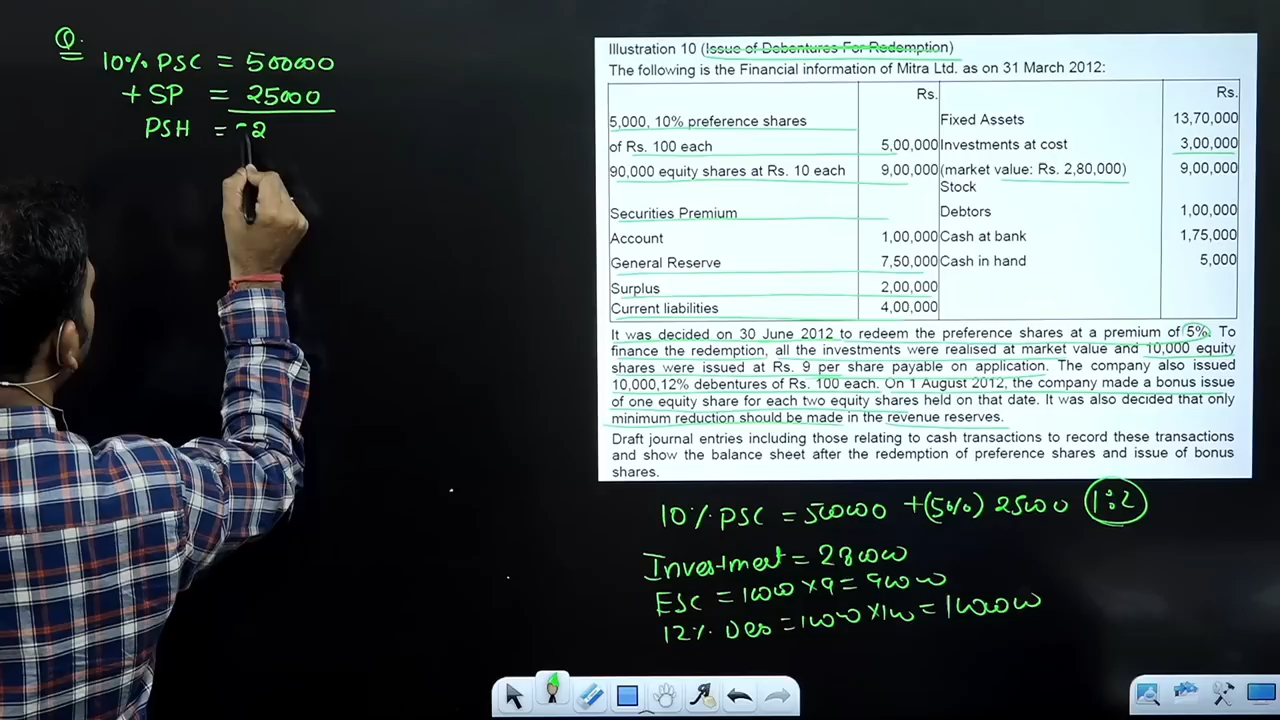 Q.
10% PSC = 500000
+ SP = 25000
PSH =
Illustration 10 (Issue of Debentures For Redemption)
The following is the Financial information of Mitra Ltd. as on 31 March 2012:
Rs. Rs.
5,000, 10% preference shares Fixed Assets 13,70,000
of Rs. 100 each 5,00,000 Investments at cost 3,00,000
90,000 equity shares at Rs. 10 each 9,00,000 (market value: Rs. 2,80,000) 9,00,000
Stock
Securities Premium Debtors 1,00,000
Account 1,00,000 Cash at bank 1,75,000
General Reserve 7,50,000 Cash in hand 5,000
Surplus 2,00,000
Current liabilities 4,00,000
It was decided on 30 June 2012 to redeem the preference shares at a premium of 5%. To
finance the redemption, all the investments were realised at market value and 10,000 equity
shares were issued at Rs. 9 per share payable on application. The company also issued
10,000,12% debentures of Rs. 100 each. On 1 August 2012, the company made a bonus issue
of one equity share for each two equity shares held on that date. It was also decided that only
minimum reduction should be made in the revenue reserves.
Draft journal entries including those relating to cash transactions to record these transactions
and show the balance sheet after the redemption of preference shares and issue of bonus
shares.
10% PSC = 500000 + (5%) 25000 1:2
Investment = 280000
ESC = 10000 × 9 = 90000
12% Deb = 10000 × 100 = 1000000